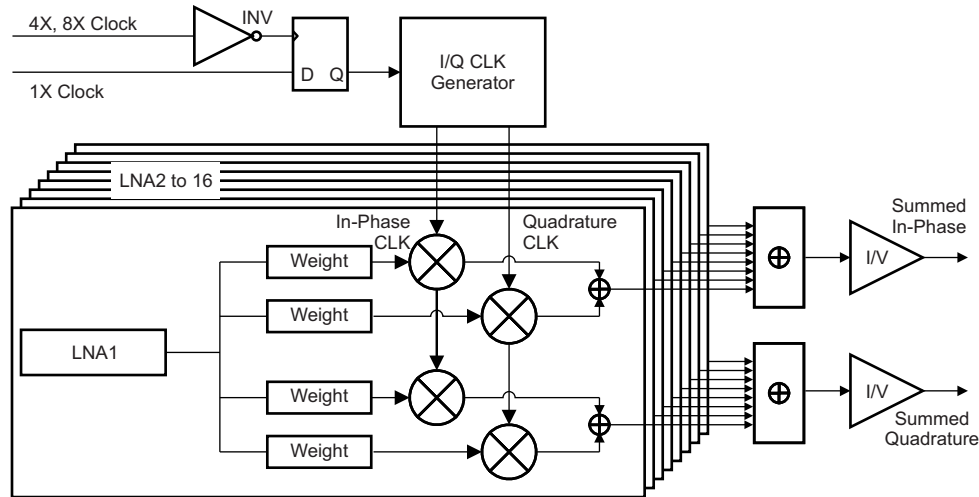 4X, 8X Clock
INV
1X Clock
D Q
I/Q CLK
Generator
LNA2 to 16
In-Phase
CLK
Quadrature
CLK
Weight
Weight
LNA1
Weight
Weight
Summed
In-Phase
I/V
I/V
Summed
Quadrature